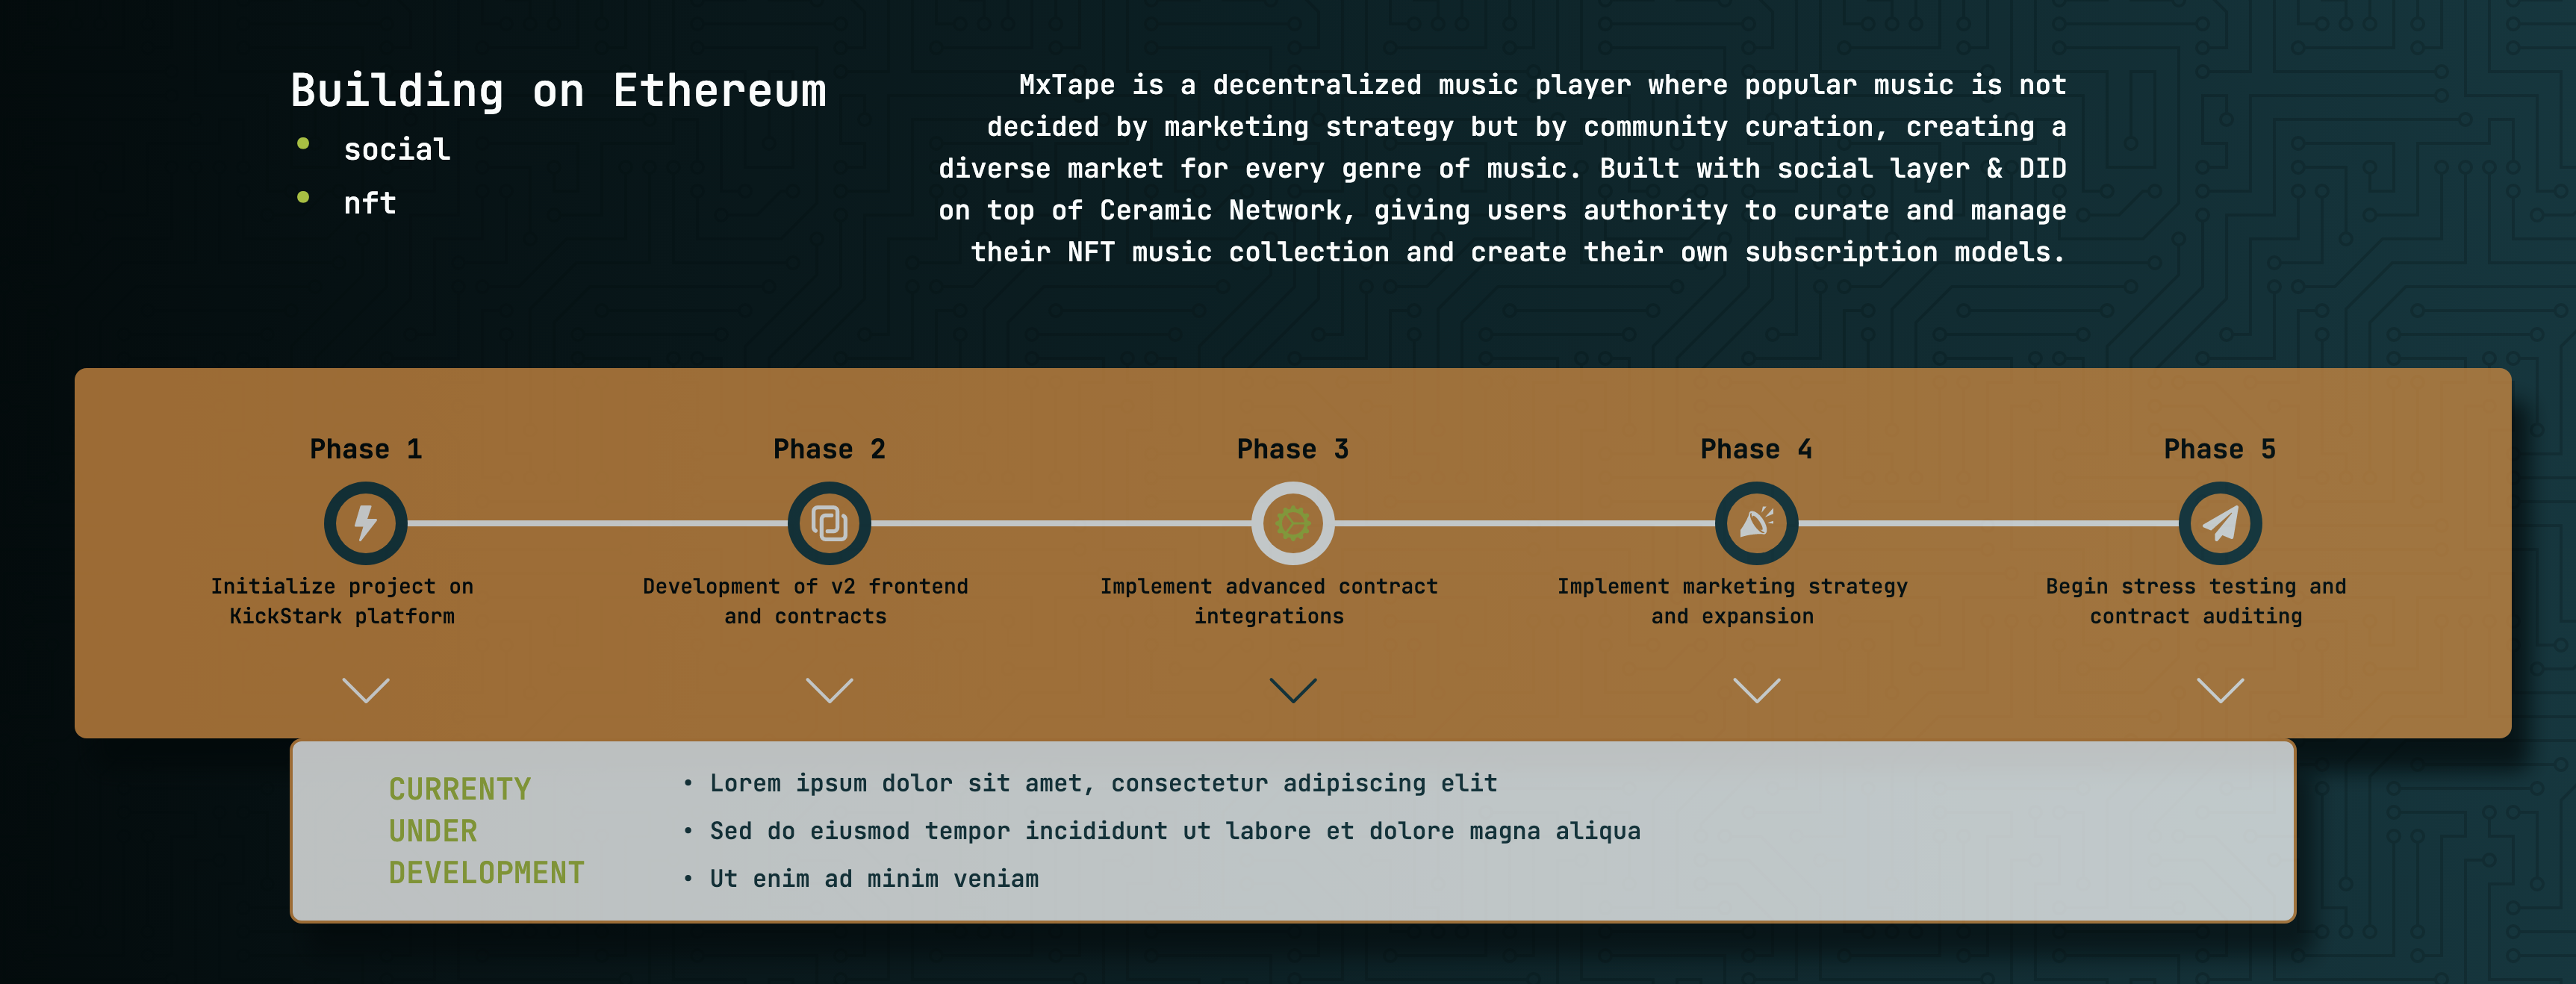 Building on Ethereum
• social
• nft
MxTape is a decentralized music player where popular music is not
decided by marketing strategy but by community curation, creating a
diverse market for every genre of music. Built with social layer & DID
on top of Ceramic Network, giving users authority to curate and manage
their NFT music collection and create their own subscription models.
Phase 1
Initialize project on
KickStark platform
Phase 2
Development of v2 frontend
and contracts
Phase 3
Implement advanced contract
integrations
Phase 4
Implement marketing strategy
and expansion
Phase 5
Begin stress testing and
contract auditing
CURRENTY
UNDER
DEVELOPMENT
• Lorem ipsum dolor sit amet, consectetur adipiscing elit
• Sed do eiusmod tempor incididunt ut labore et dolore magna aliqua
• Ut enim ad minim veniam